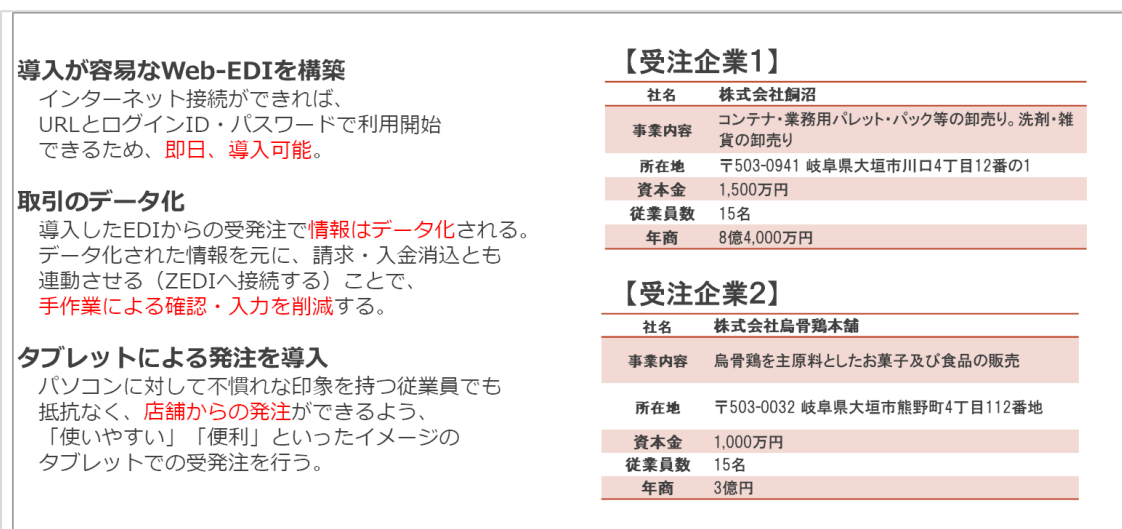 導入が容易なWeb-EDIを構築
インターネット接続ができれば、
URLとログインID・パスワードで利用開始
できるため、即日、導入可能。
取引のデータ化
導入したEDIからの受発注で情報はデータ化される。
データ化された情報を元に、請求・入金消込とも
連動させる（ZEDIへ接続する）ことで、
手作業による確認・入力を削減する。
タブレットによる発注を導入
パソコンに対して不慣れな印象を持つ従業員でも
抵抗なく、店舗からの発注ができるよう、
「使いやすい」「便利」といったイメージの
タブレットでの受発注を行う。
【受注企業1】
社名 株式会社飼沼
事業内容 コンテナ・業務用パレット・パック等の卸売り。洗剤・雑
貨の卸売り
所在地 〒503-0941 岐阜県大垣市川口4丁目12番の1
資本金 1,500万円
従業員数 15名
年商 8億4,000万円
【受注企業2】
社名 株式会社烏骨鶏本舗
事業内容 烏骨鶏を主原料としたお菓子及び食品の販売
所在地 〒503-0032 岐阜県大垣市熊野町4丁目112番地
資本金 1,000万円
従業員数 15名
年商 3億円